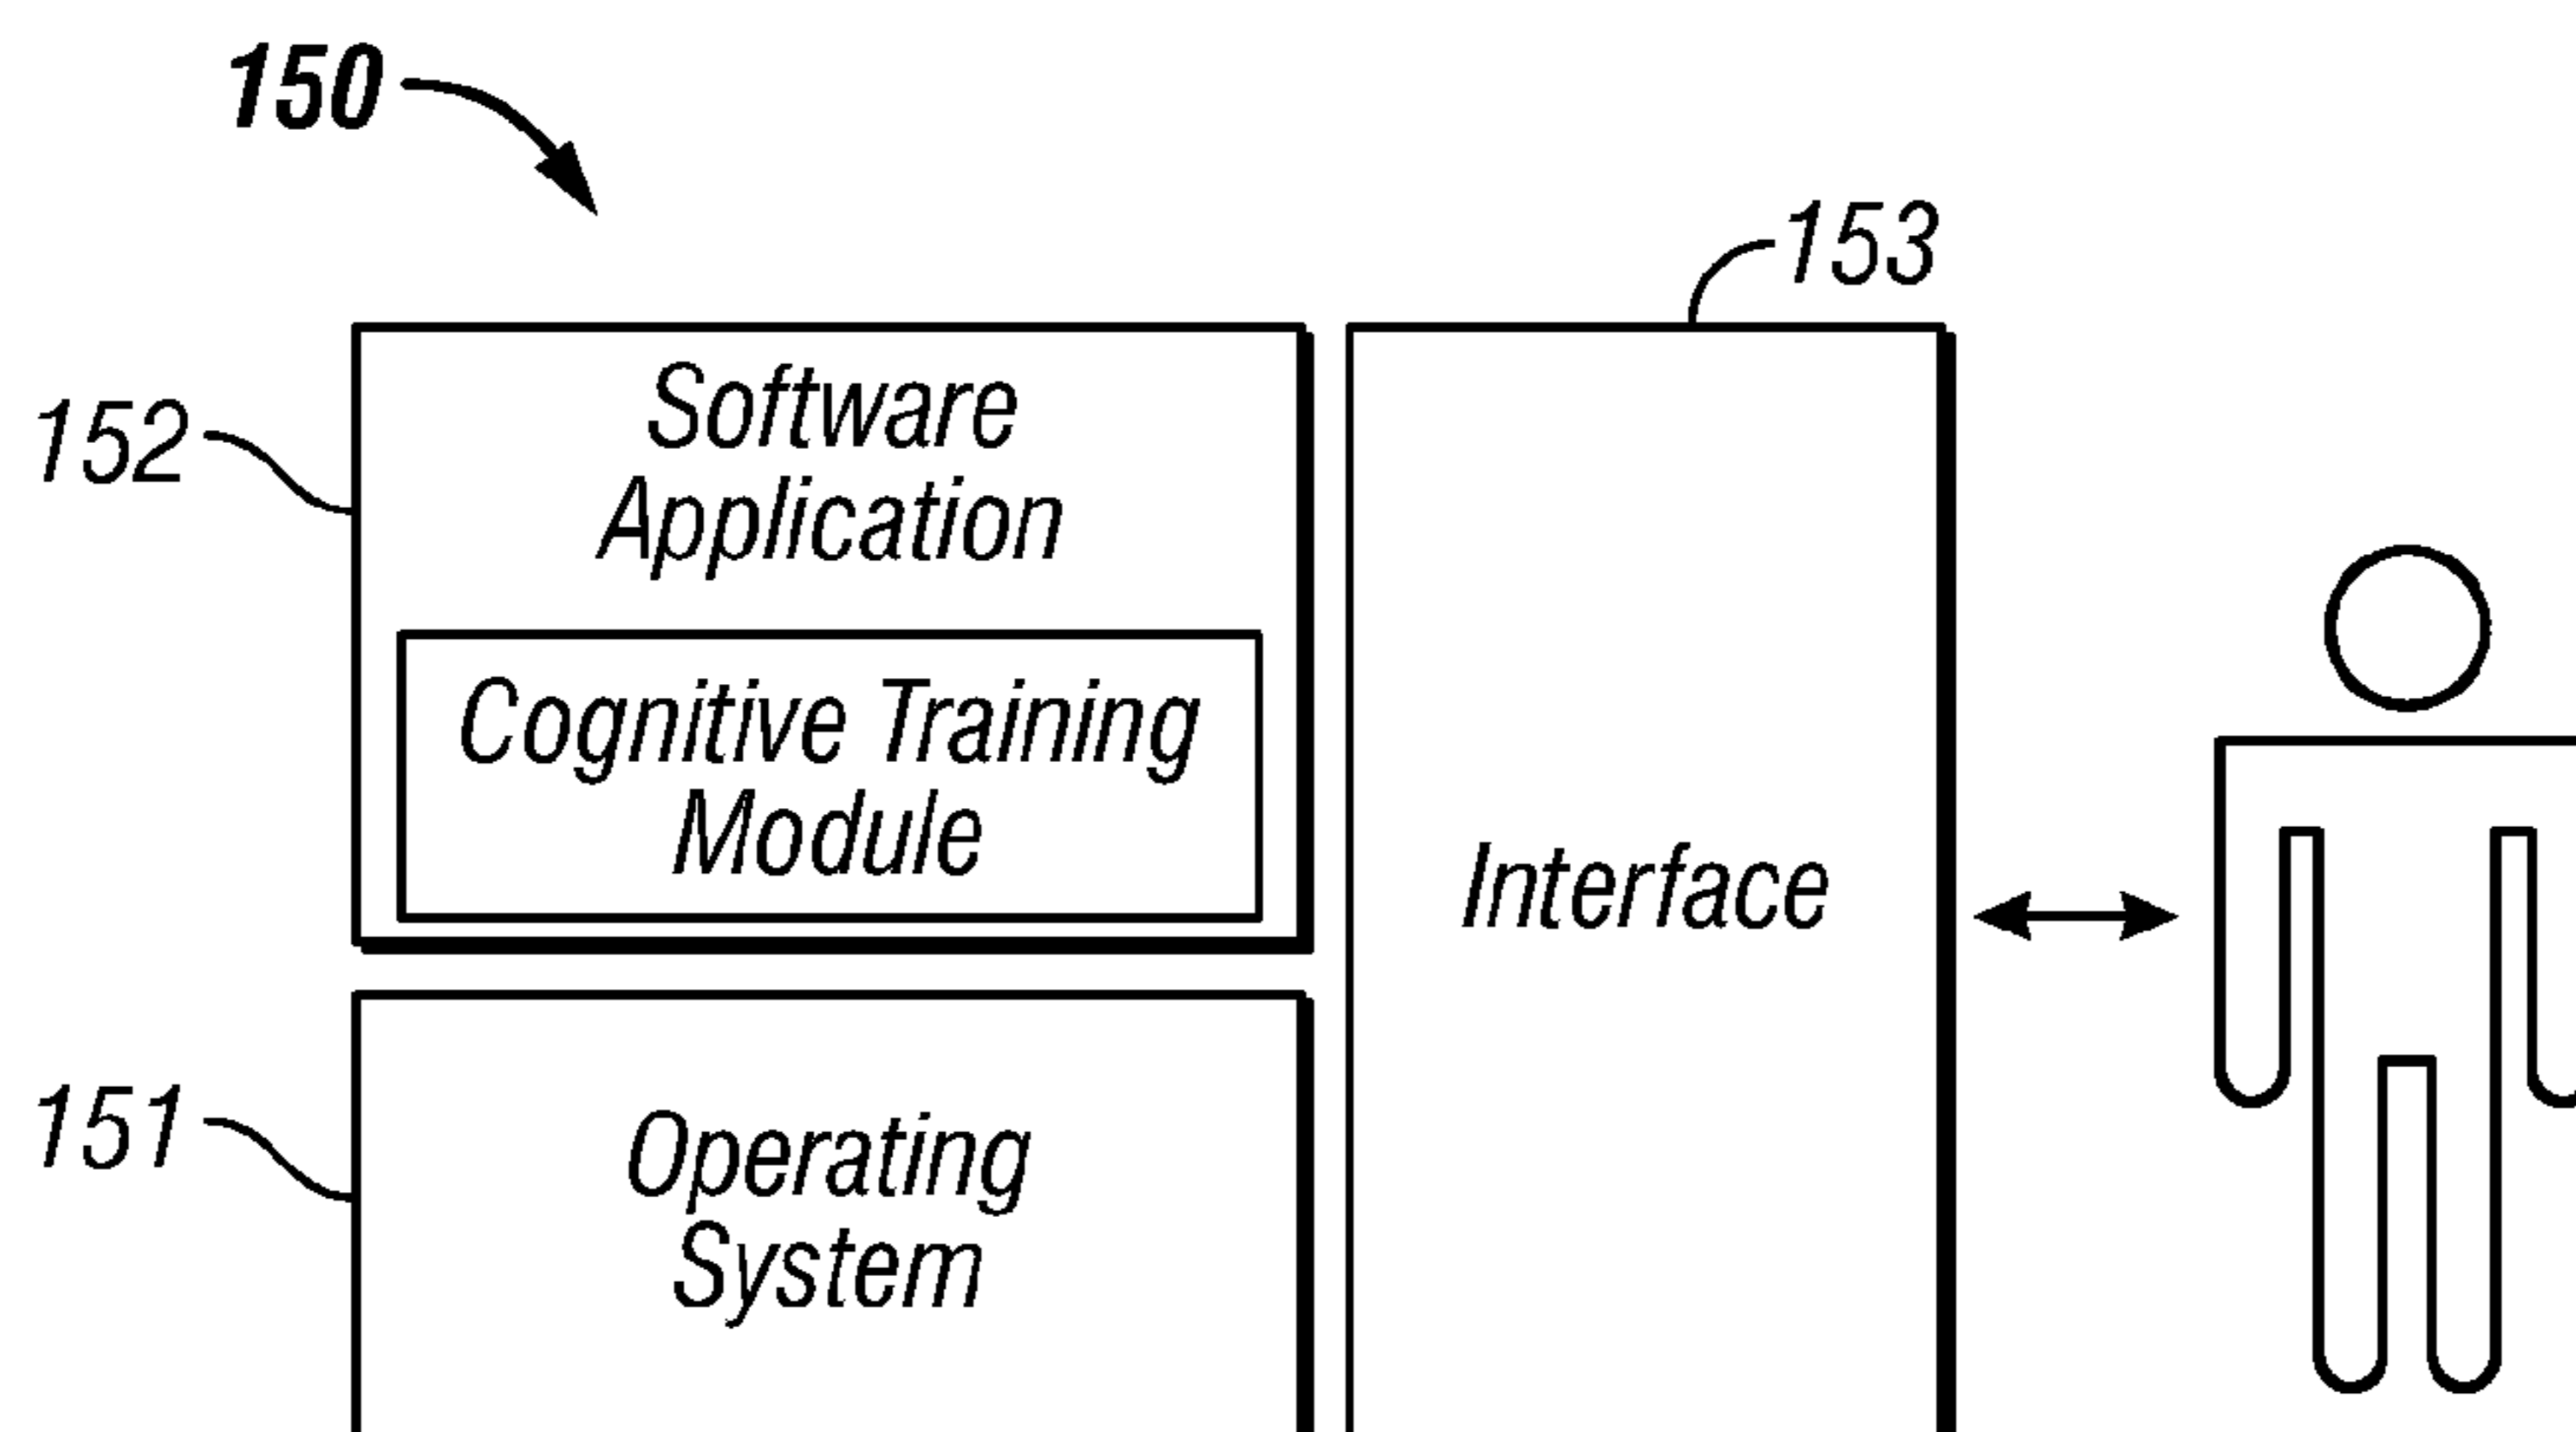 150
153
152
Software
Application
Cognitive Training
Module
Interface
151
Operating
System